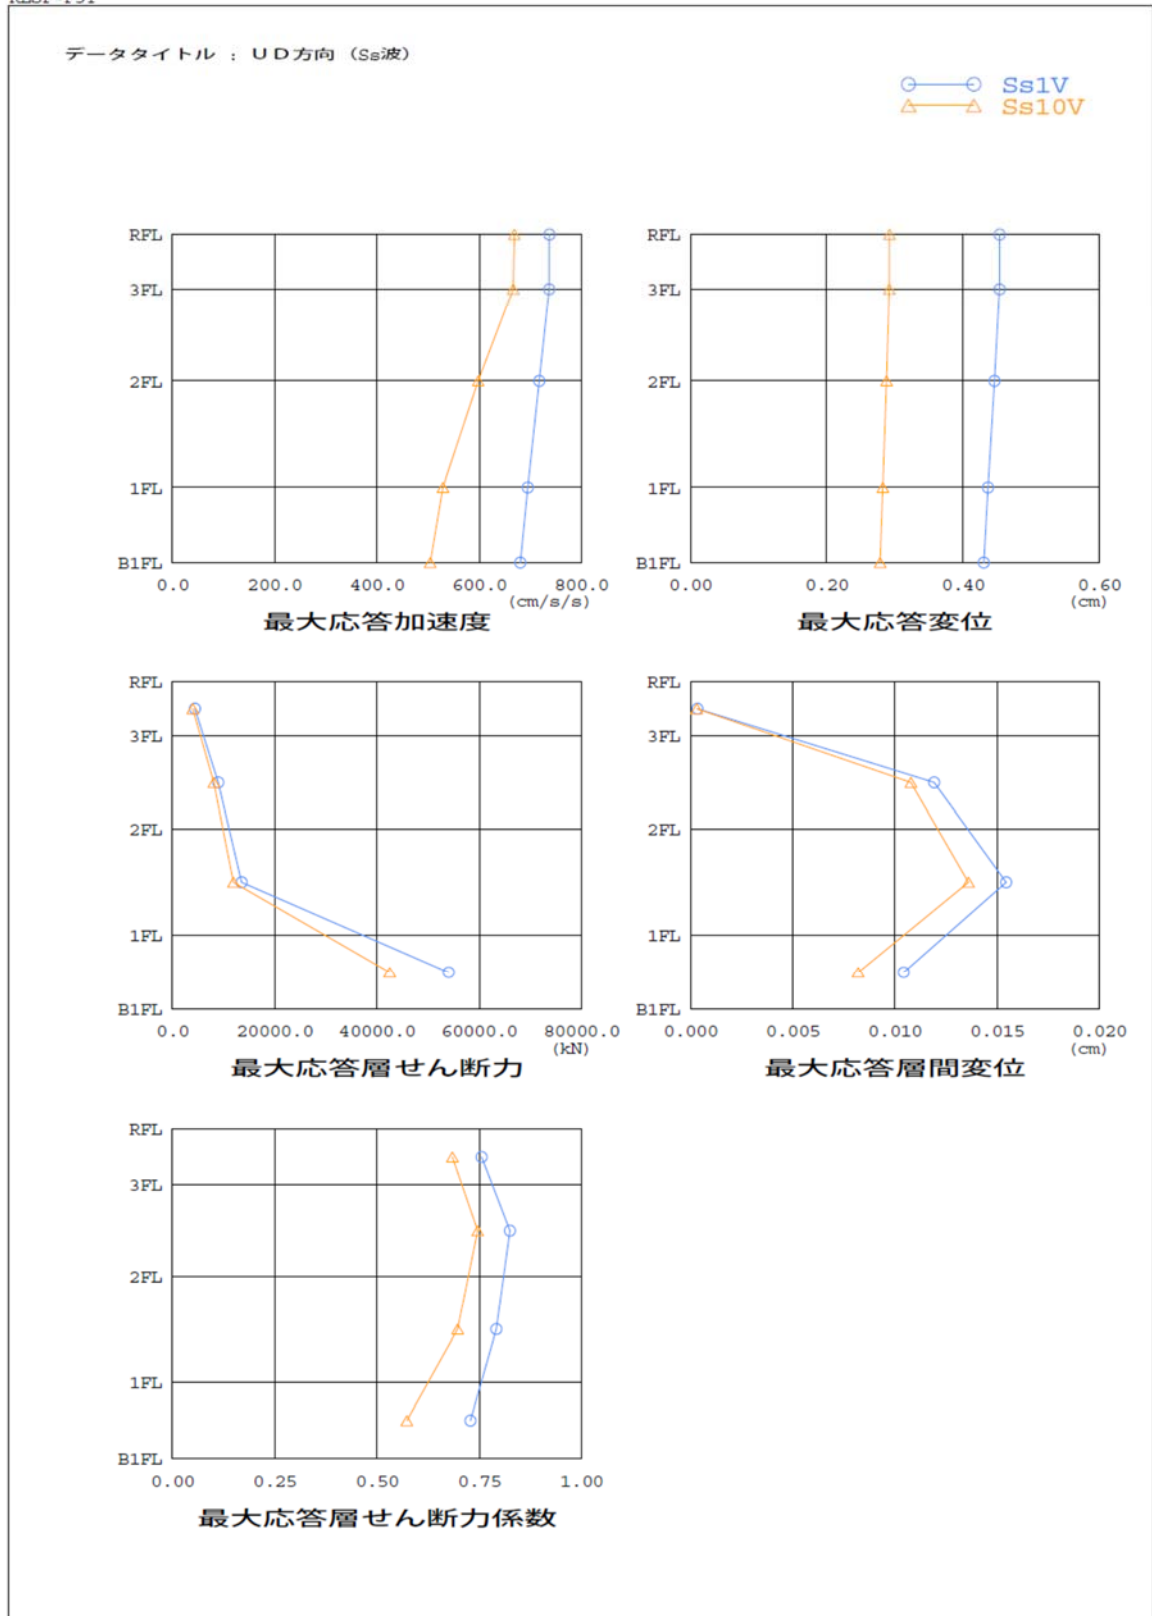 データタイトル : UD方向 (Ss波)
Ss1V
Ss10V
RFL
3FL
2FL
1FL
B1FL
0.0 200.0 400.0 600.0 800.0
(cm/s/s)
最大応答加速度
RFL
3FL
2FL
1FL
B1FL
0.00 0.20 0.40 0.60
(cm)
最大応答変位
RFL
3FL
2FL
1FL
B1FL
0.0 20000.0 40000.0 60000.0 80000.0
(kN)
最大応答層せん断力
RFL
3FL
2FL
1FL
B1FL
0.000 0.005 0.010 0.015 0.020
(cm)
最大応答層間変位
RFL
3FL
2FL
1FL
B1FL
0.00 0.25 0.50 0.75 1.00
最大応答層せん断力係数